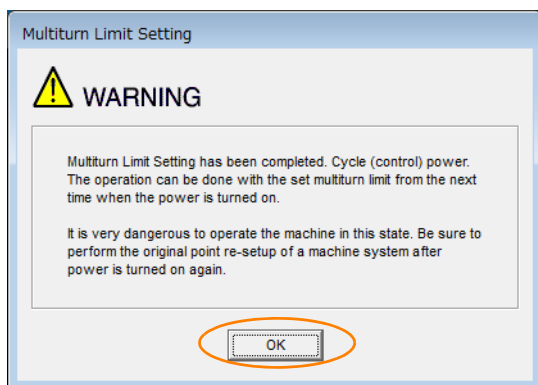 Multiturn Limit Setting
WARNING
Multiturn Limit Setting has been completed. Cycle (control) power.
The operation can be done with the set multiturn limit from the next
time when the power is turned on.
It is very dangerous to operate the machine in this state. Be sure to
perform the original point re-setup of a machine system after
power is turned on again.
OK